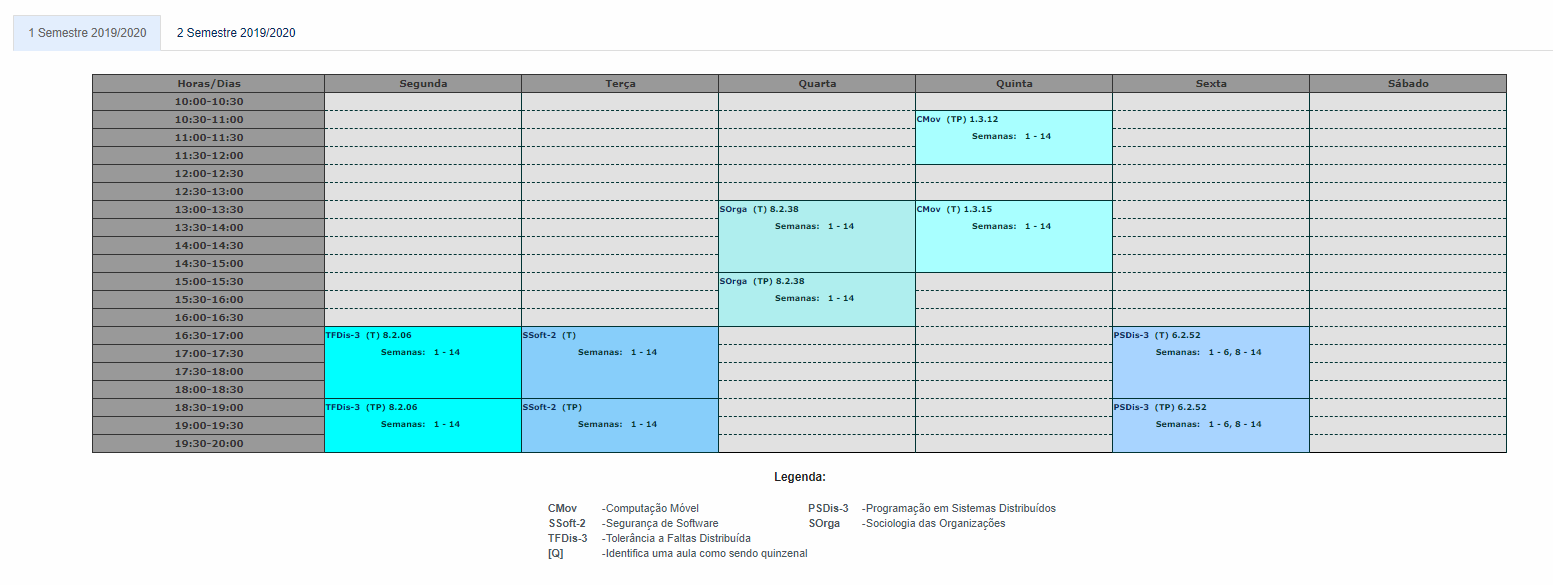 1 Semestre 2019/2020 2 Semestre 2019/2020
Horas/Dias Segunda Terça Quarta Quinta Sexta Sábado
10:00-10:30
10:30-11:00 CMov (TP) 1.3.12
11:00-11:30 Semanas: 1 - 14
11:30-12:00
12:00-12:30
12:30-13:00
13:00-13:30 SOrga (T) 8.2.38 CMov (T) 1.3.15
13:30-14:00 Semanas: 1 - 14 Semanas: 1 - 14
14:00-14:30
14:30-15:00
15:00-15:30 SOrga (TP) 8.2.38
15:30-16:00 Semanas: 1 - 14
16:00-16:30
16:30-17:00 TFDis-3 (T) 8.2.06 SSoft-2 (T) PSDis-3 (T) 6.2.52
17:00-17:30 Semanas: 1 - 14 Semanas: 1 - 14 Semanas: 1 - 6, 8 - 14
17:30-18:00
18:00-18:30
18:30-19:00 TFDis-3 (TP) 8.2.06 SSoft-2 (TP) PSDis-3 (TP) 6.2.52
19:00-19:30 Semanas: 1 - 14 Semanas: 1 - 14 Semanas: 1 - 6, 8 - 14
19:30-20:00
Legenda:
CMov -Computação Móvel PSDis-3 -Programação em Sistemas Distribuídos
SSoft-2 -Segurança de Software SOrga -Sociologia das Organizações
TFDis-3 -Tolerância a Faltas Distribuída
[Q] -Identifica uma aula como sendo quinzenal